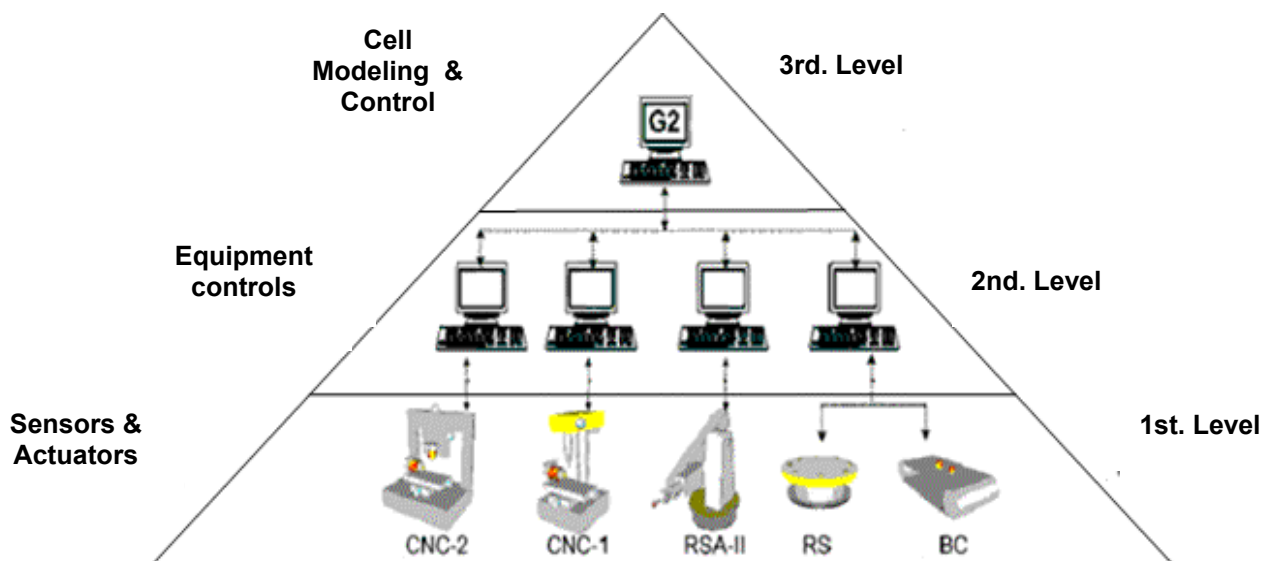 Cell
Modeling &
Control
3rd. Level
G2
Equipment
controls
2nd. Level
Sensors &
Actuators
1st. Level
CNC-2
CNC-1
RSA-II
RS
BC